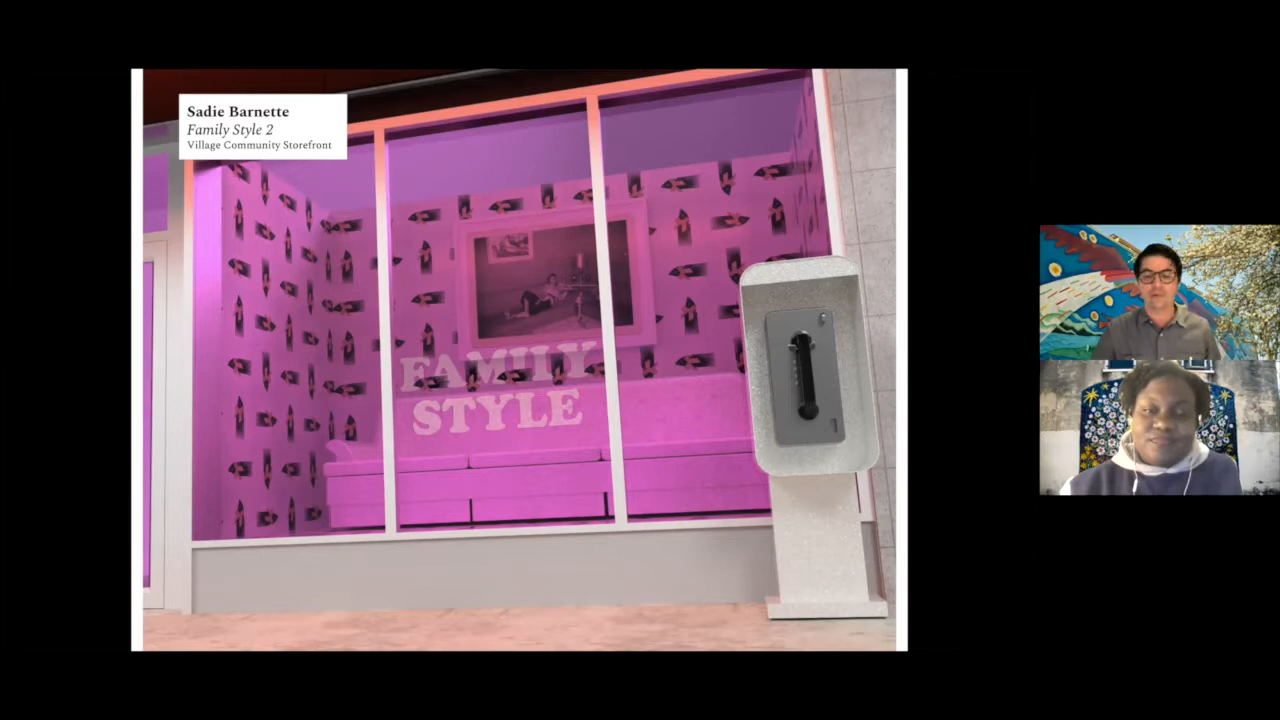 Sadie Barnette
Family Style 2
Village Community Storefront
FAMILY
STYLE